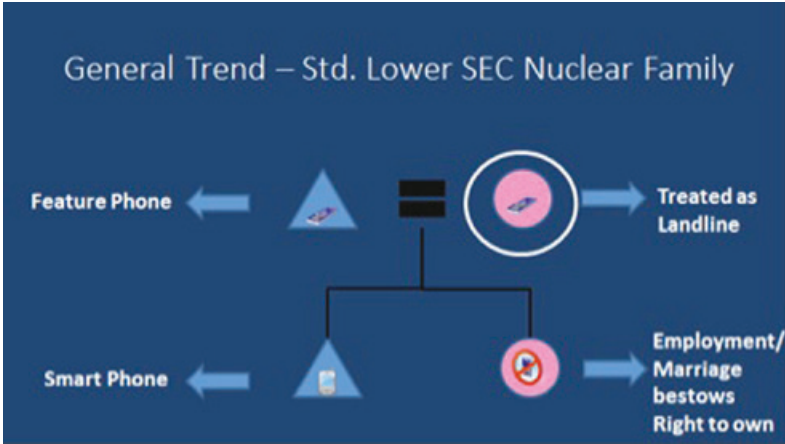 General Trend – Std. Lower SEC Nuclear Family
Feature Phone
Treated as
Landline
Smart Phone
Employment/
Marriage
bestows
Right to own